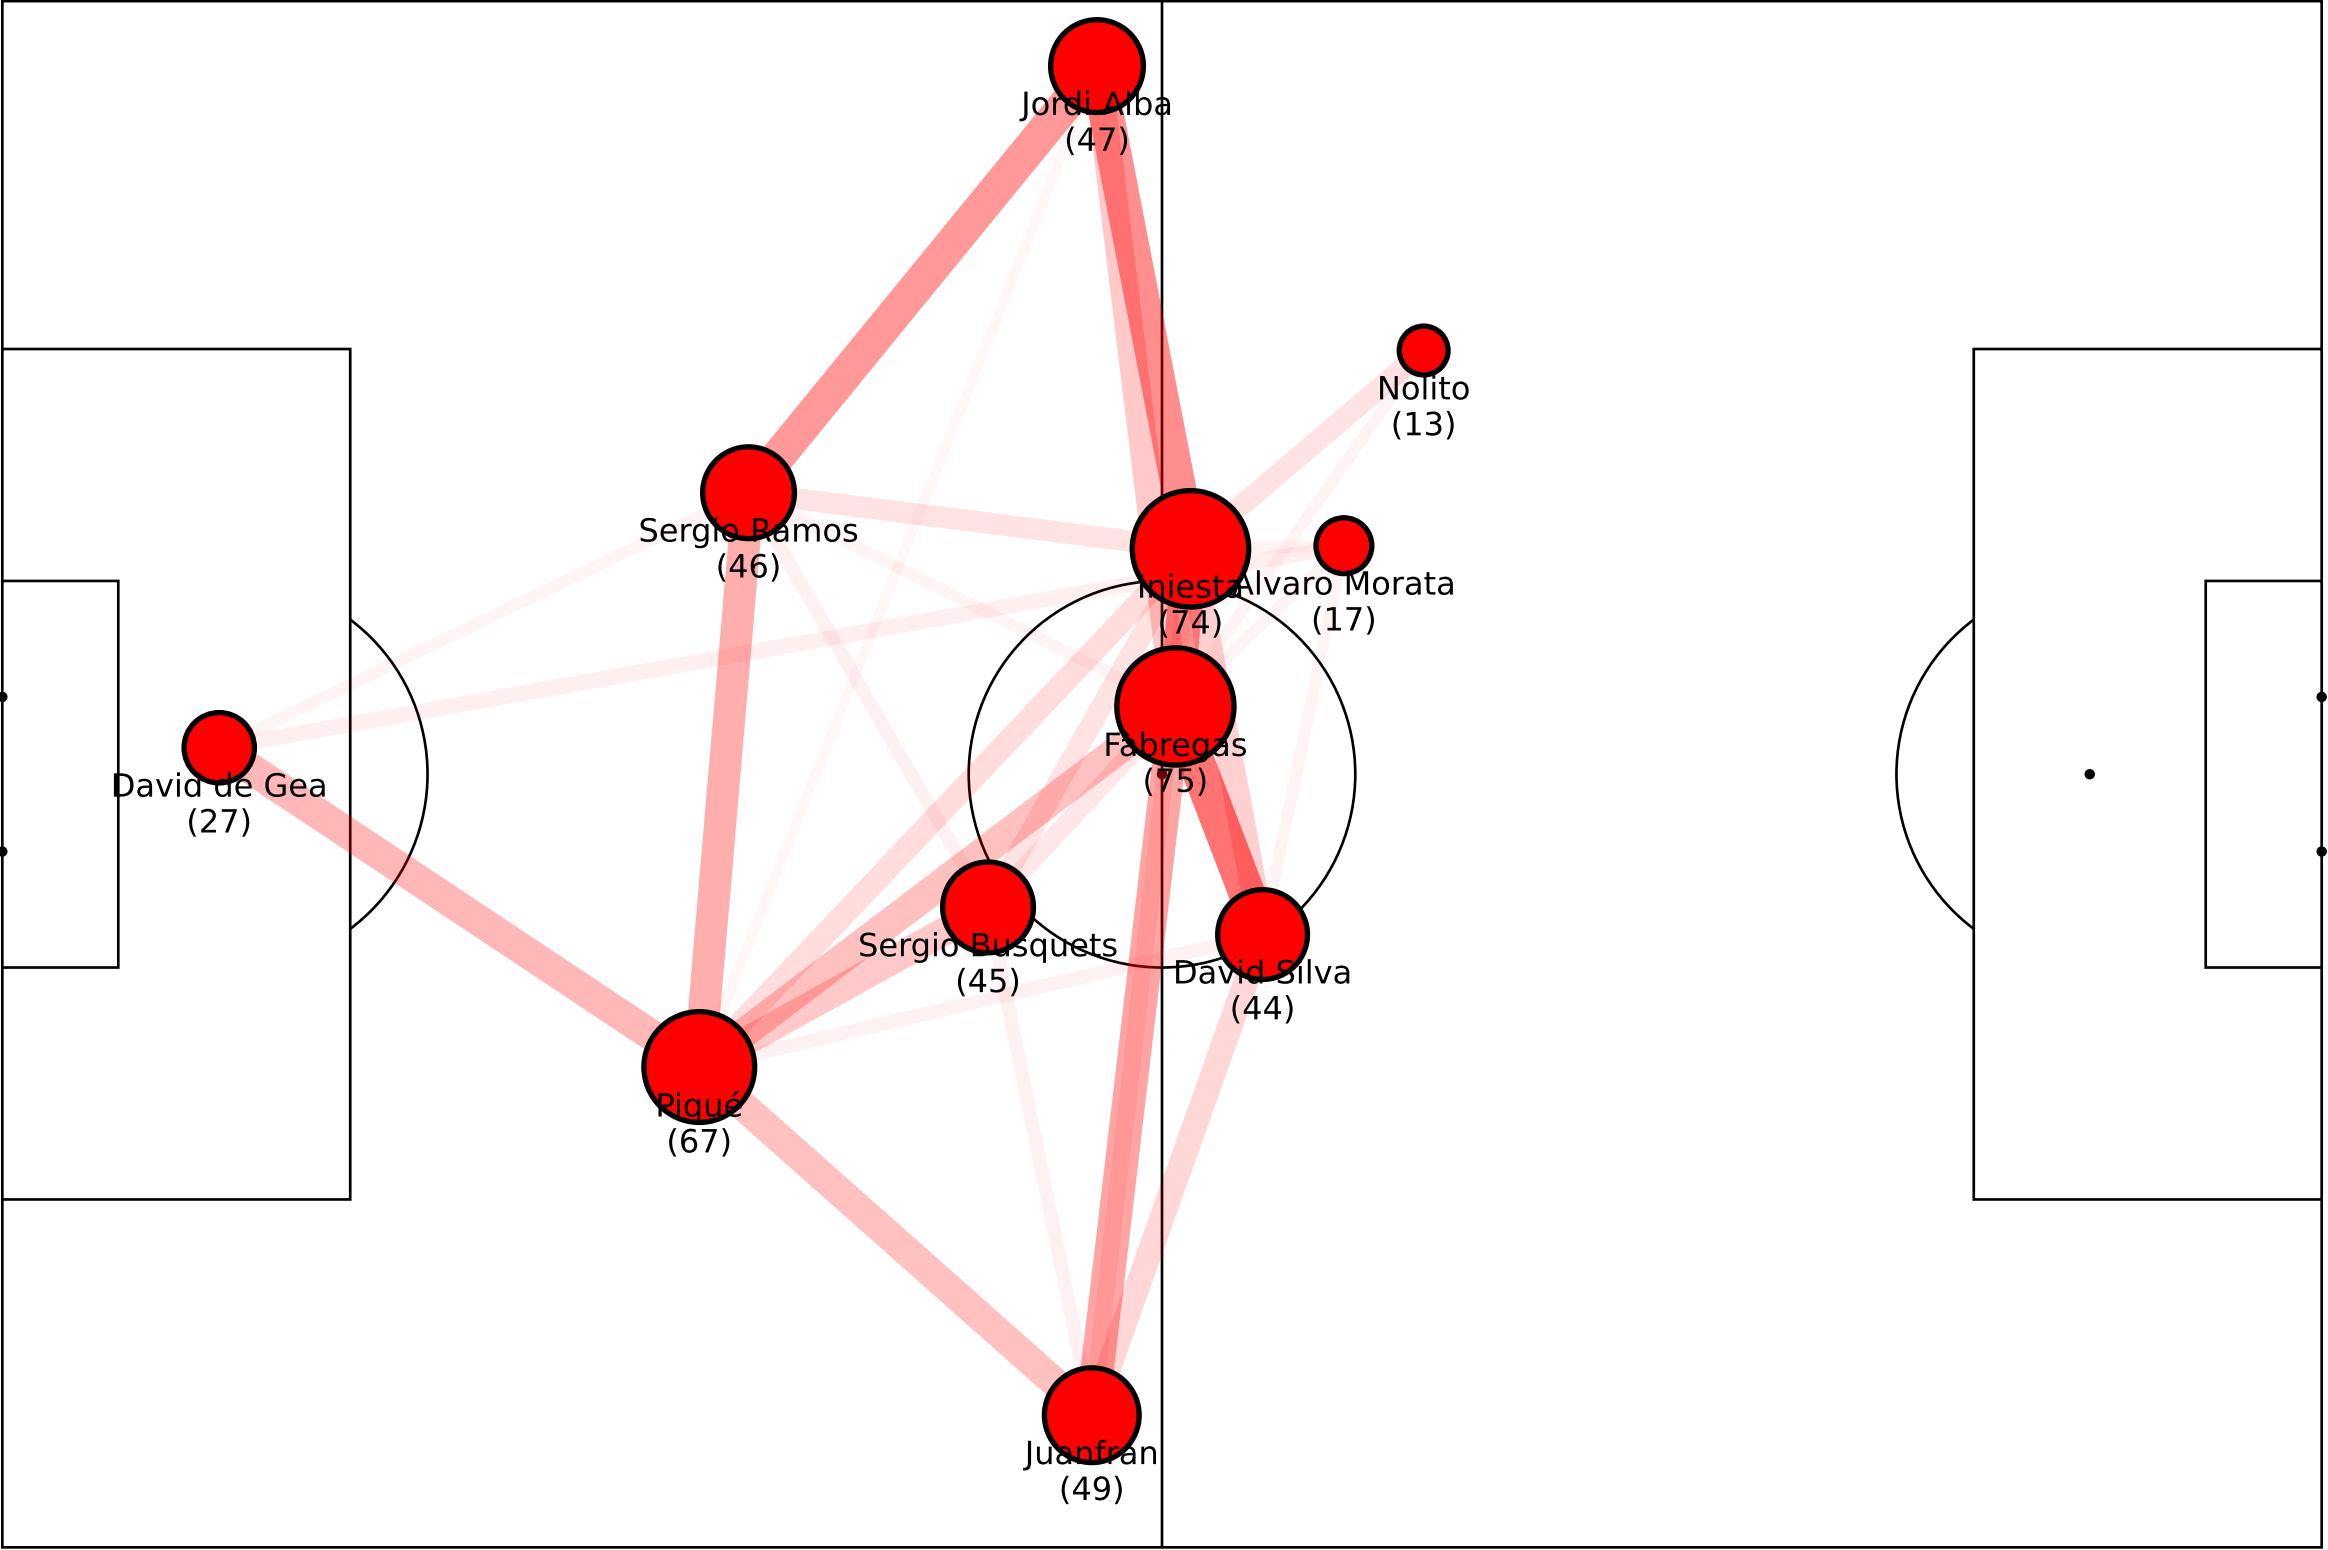 Jordi Alba
(47)
Nolito
(13)
Sergio Ramos
(46)
Iniesta
(74)
Álvaro Morata
(17)
Fàbregas
(75)
David de Gea
(27)
Sergio Busquets
(45)
David Silva
(44)
Piqué
(67)
Juanfran
(49)